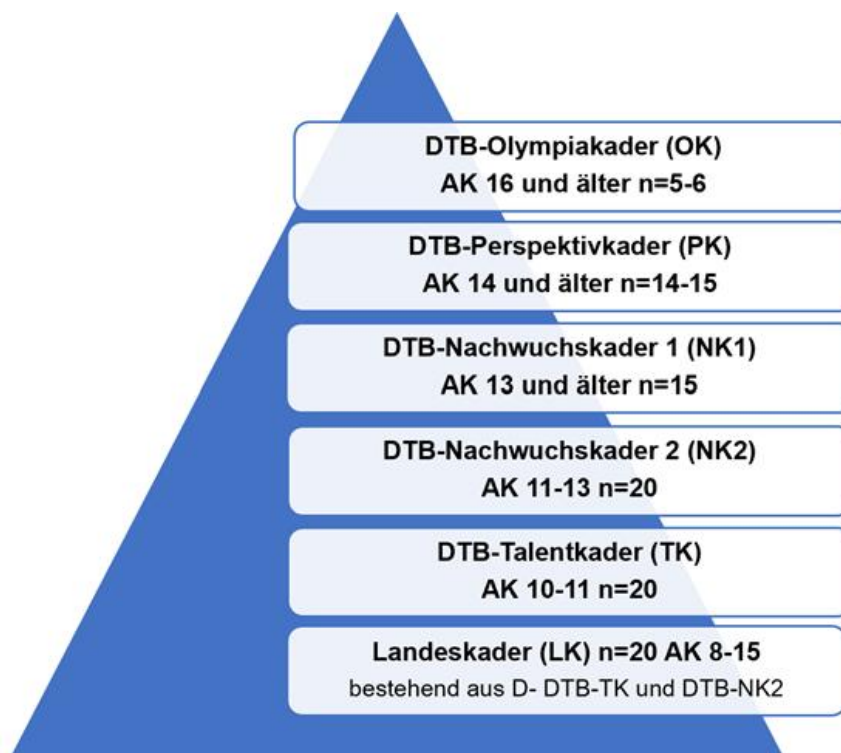 DTB-Olympiakader (OK)
AK 16 und älter n=5-6
DTB-Perspektivkader (PK)
AK 14 und älter n=14-15
DTB-Nachwuchskader 1 (NK1)
AK 13 und älter n=15
DTB-Nachwuchskader 2 (NK2)
AK 11-13 n=20
DTB-Talentkader (TK)
AK 10-11 n=20
Landeskader (LK) n=20 AK 8-15
bestehend aus D- DTB-TK und DTB-NK2